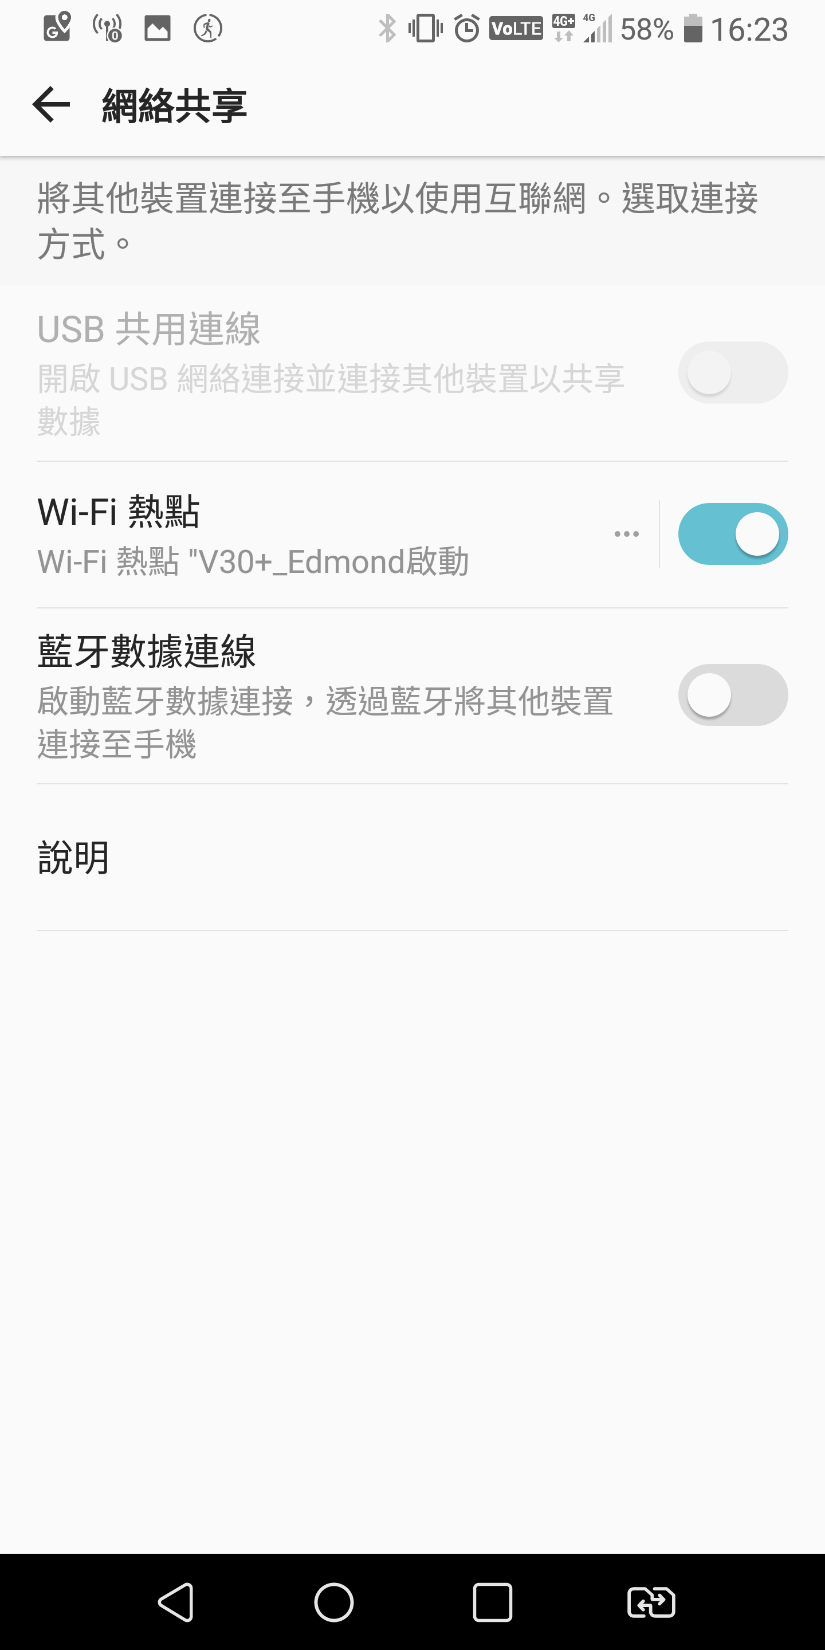 VoLTE 4G+ 4G 58% 16:23
網絡共享
將其他裝置連接至手機以使用互聯網。選取連接
方式。
USB 共用連線
開啟 USB 網絡連接並連接其他裝置以共享
數據
Wi-Fi 熱點
Wi-Fi 熱點 "V30+_Edmond啟動
藍牙數據連線
啟動藍牙數據連接，透過藍牙將其他裝置
連接至手機
說明